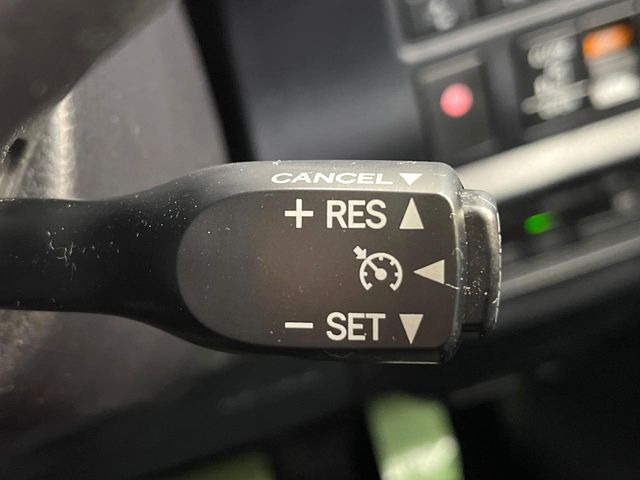 CANCEL▼
+ RES ▲
− SET ▼